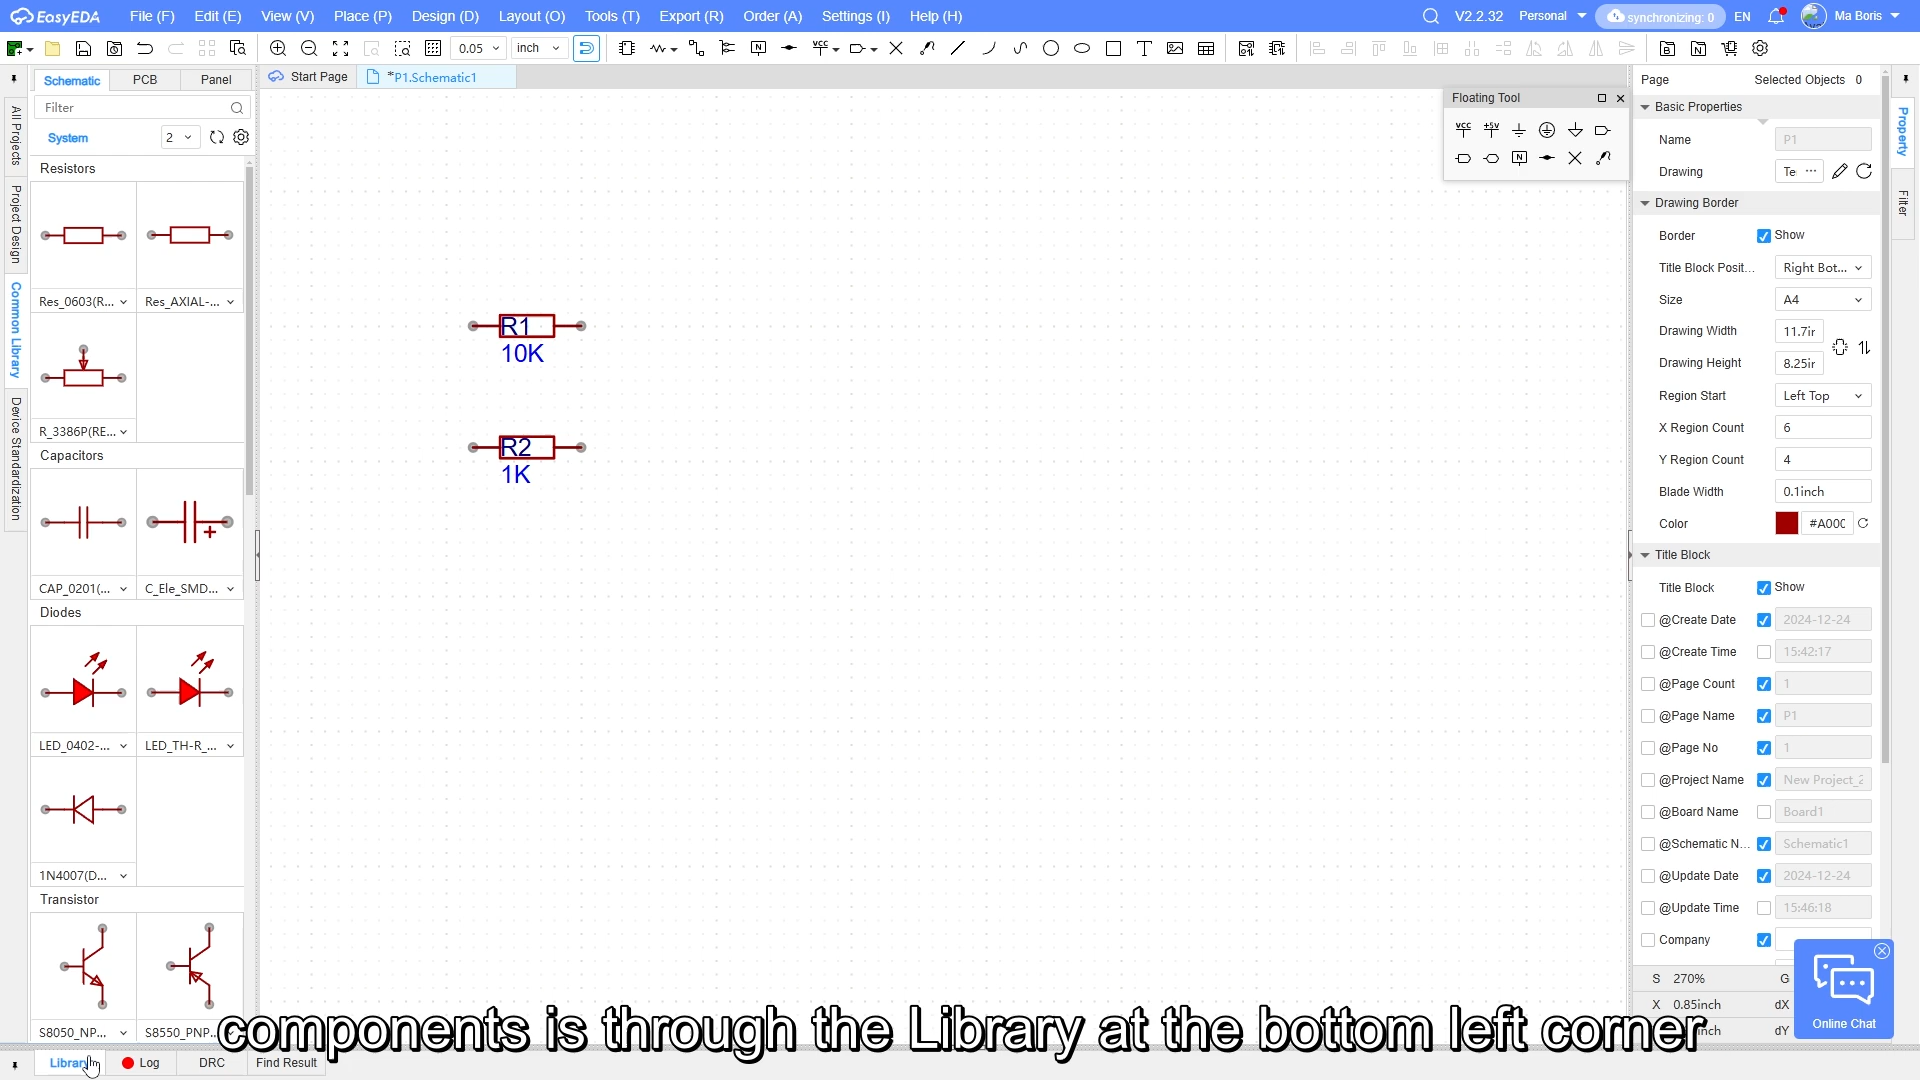 EasyEDA File (F) Edit (E) View (V) Place (P) Design (D) Layout (O) Tools (T) Export (R) Order (A) Settings (I) Help (H) V2.2.32 Personal synchronizing: 0 EN Ma Boris
0.05 inch N VCC T N
Schematic PCB Panel
Start Page *P1.Schematic1
Filter
System 2
Resistors
Res_0603(R... Res_AXIAL-...
R_3386P(RE...
Capacitors
CAP_0201(... C_Ele_SMD...
Diodes
LED_0402-... LED_TH-R_...
1N4007(D...
Transistor
S8050_NP... S8550_PNP...
All Projects
Project Design
Common Library
Device Standardization
R1
10K
R2
1K
Floating Tool
VCC +5V
N
Page Selected Objects 0
Basic Properties
Name P1
Drawing Te ...
Drawing Border
Border Show
Title Block Posit... Right Bot...
Size A4
Drawing Width 11.7ir
Drawing Height 8.25ir
Region Start Left Top
X Region Count 6
Y Region Count 4
Blade Width 0.1inch
Color #A00C
Title Block
Title Block Show
@Create Date 2024-12-24
@Create Time 15:42:17
@Page Count 1
@Page Name P1
@Page No 1
@Project Name New Project_2
@Board Name Board1
@Schematic N... Schematic1
@Update Date 2024-12-24
@Update Time 15:46:18
Company
S 270% G
X 0.85inch dX
inch dY
Property
Filter
Online Chat
components is through the Library at the bottom left corner
Library Log DRC Find Result